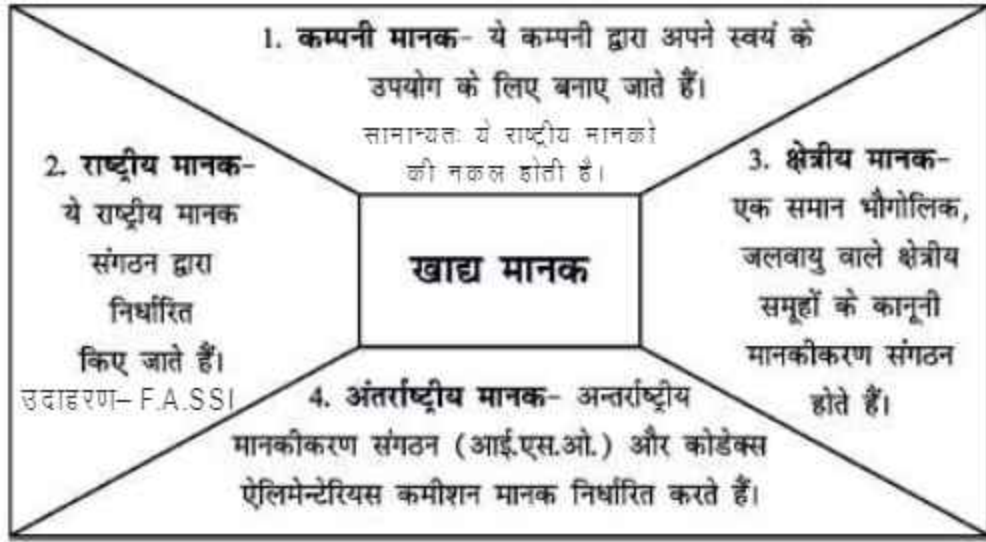 1. कम्पनी मानक- ये कम्पनी द्वारा अपने स्वयं के
उपयोग के लिए बनाए जाते हैं।
सामान्यतः ये राष्ट्रीय मानको
की नकल होती है।
2. राष्ट्रीय मानक-
ये राष्ट्रीय मानक
संगठन द्वारा
निर्धारित
किए जाते हैं।
उदाहरण– F.A.SSI
खाद्य मानक
3. क्षेत्रीय मानक-
एक समान भौगोलिक,
जलवायु वाले क्षेत्रीय
समूहों के कानूनी
मानकीकरण संगठन
होते हैं।
4. अंतर्राष्ट्रीय मानक- अन्तर्राष्ट्रीय
मानकीकरण संगठन (आई.एस.ओ.) और कोडेक्स
ऐलिमेन्टेरियस कमीशन मानक निर्धारित करते हैं।